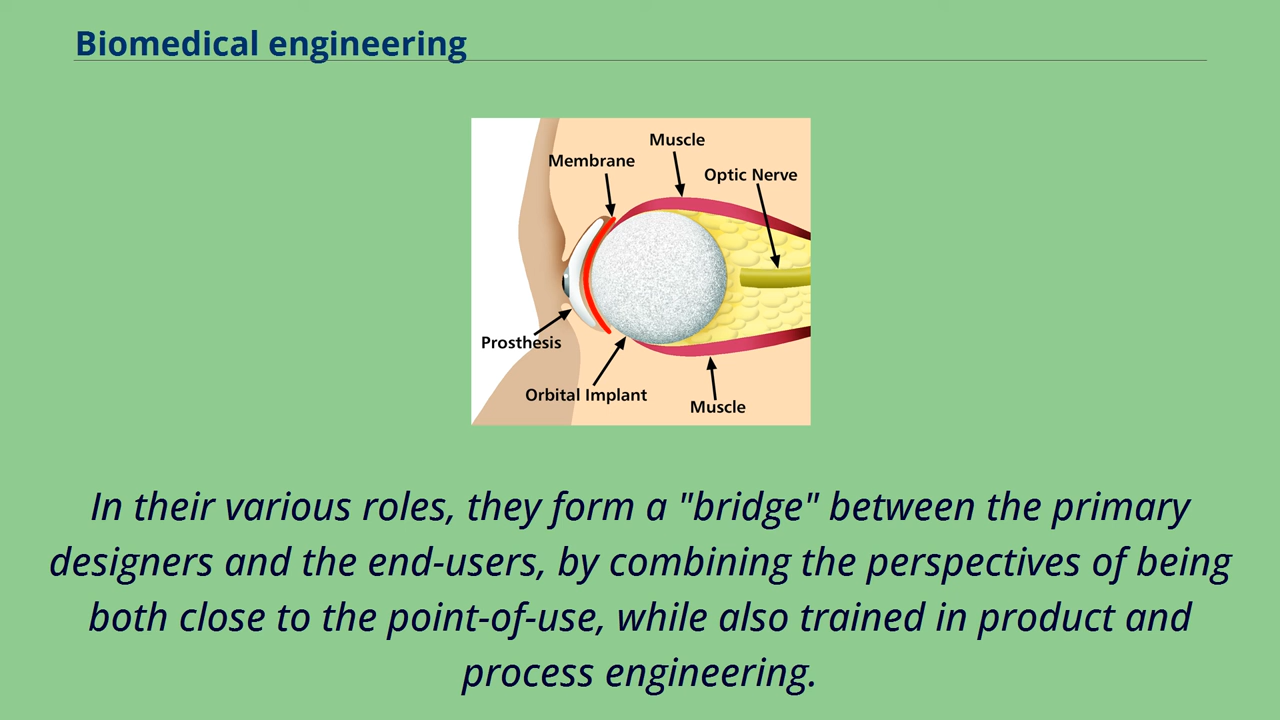 Biomedical engineering
Muscle
Membrane
Optic Nerve
Prosthesis
Orbital Implant
Muscle
In their various roles, they form a "bridge" between the primary
designers and the end-users, by combining the perspectives of being
both close to the point-of-use, while also trained in product and
process engineering.